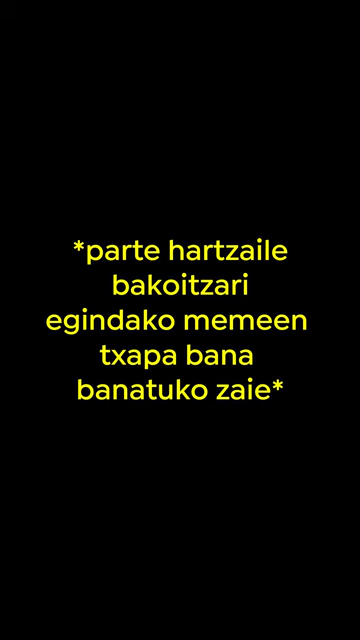 *parte hartzaile
bakoitzari
egindako memeen
txapa bana
banatuko zaie*